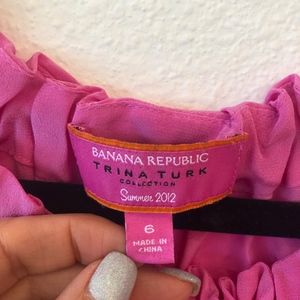 BANANA REPUBLIC
TRINA TURK
COLLECTION
Summer 2012
6
MADE IN
CHINA